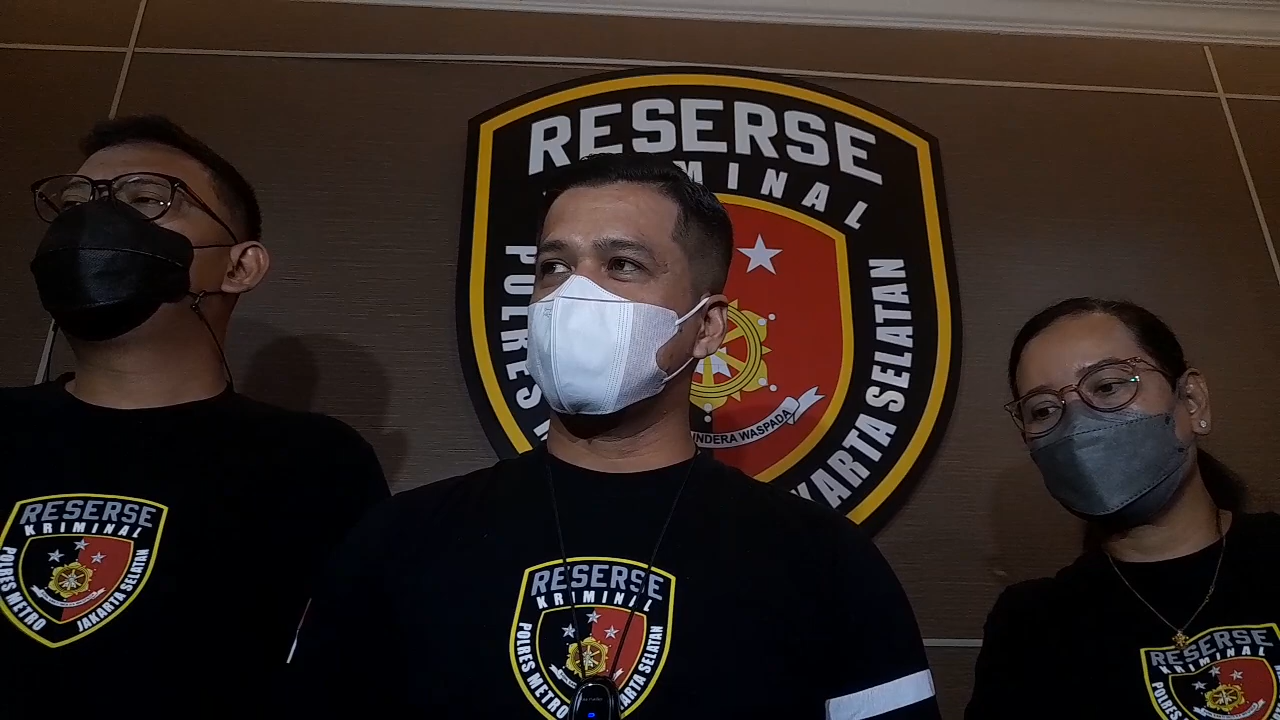 RESERSE
MINAL
POLRES
JAKARTA SELATAN
INDERA WASPADA
RESERSE
KRIMINAL
POLRES METRO
JAKARTA SELATAN
RESERSE
KRIMINAL
POLRES METRO
JAKARTA SELATAN
RESERSE
KRIMINAL
POLRES